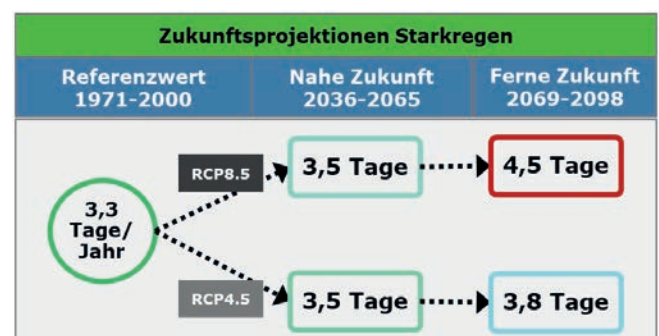 Zukunftsprojektionen Starkregen
Referenzwert
1971-2000
Nahe Zukunft
2036-2065
Ferne Zukunft
2069-2098
3,3
Tage/
Jahr
RCP8.5
3,5 Tage
4,5 Tage
RCP4.5
3,5 Tage
3,8 Tage